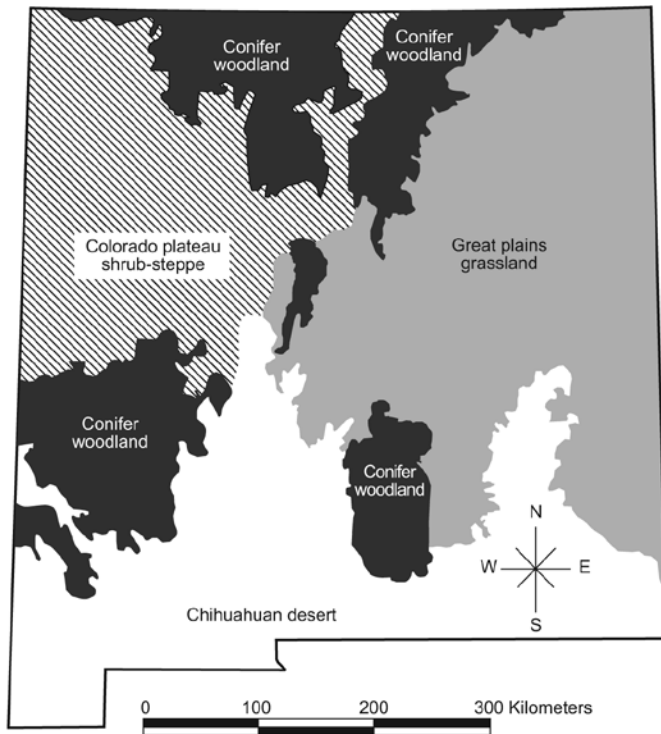 Conifer
woodland
Conifer
woodland
Colorado plateau
shrub-steppe
Great plains
grassland
Conifer
woodland
Conifer
woodland
N
W
E
S
Chihuahuan desert
0
100
200
300 Kilometers